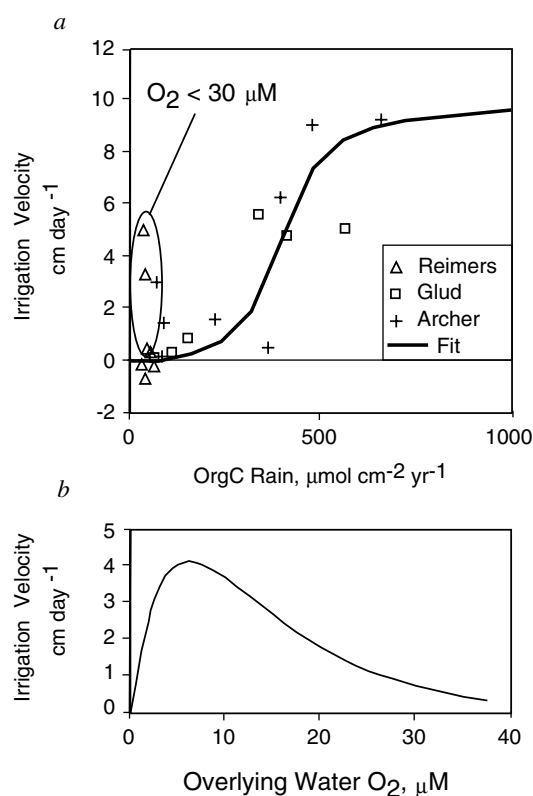 a
12
10
8
6
4
2
0
-2
Irrigation Velocity
cm day -1
O2 < 30 μM
Reimers
Glud
Archer
Fit
0
500
1000
OrgC Rain, μmol cm-2 yr-1
b
5
4
3
2
1
0
Irrigation Velocity
cm day -1
0
10
20
30
40
Overlying Water O2, μM